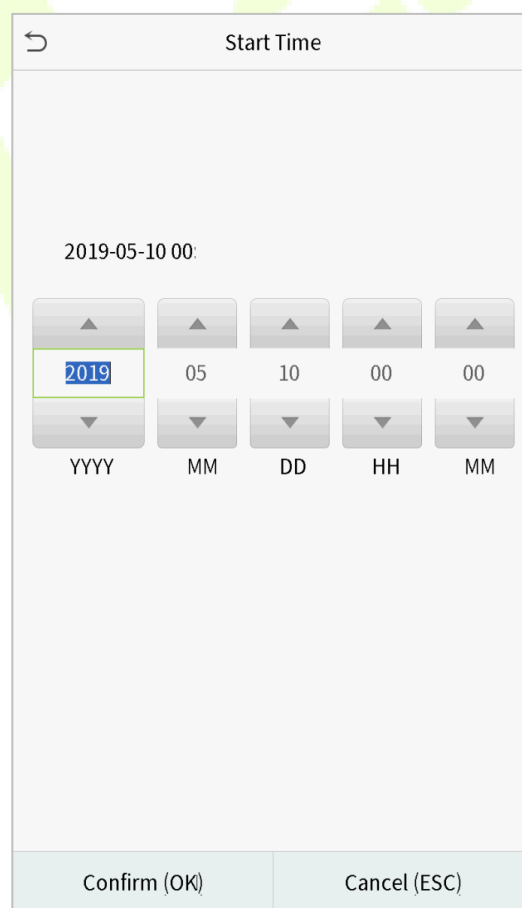 Start Time
2019-05-10 00:
2019 05 10 00 00
YYYY MM DD HH MM
Confirm (OK) Cancel (ESC)